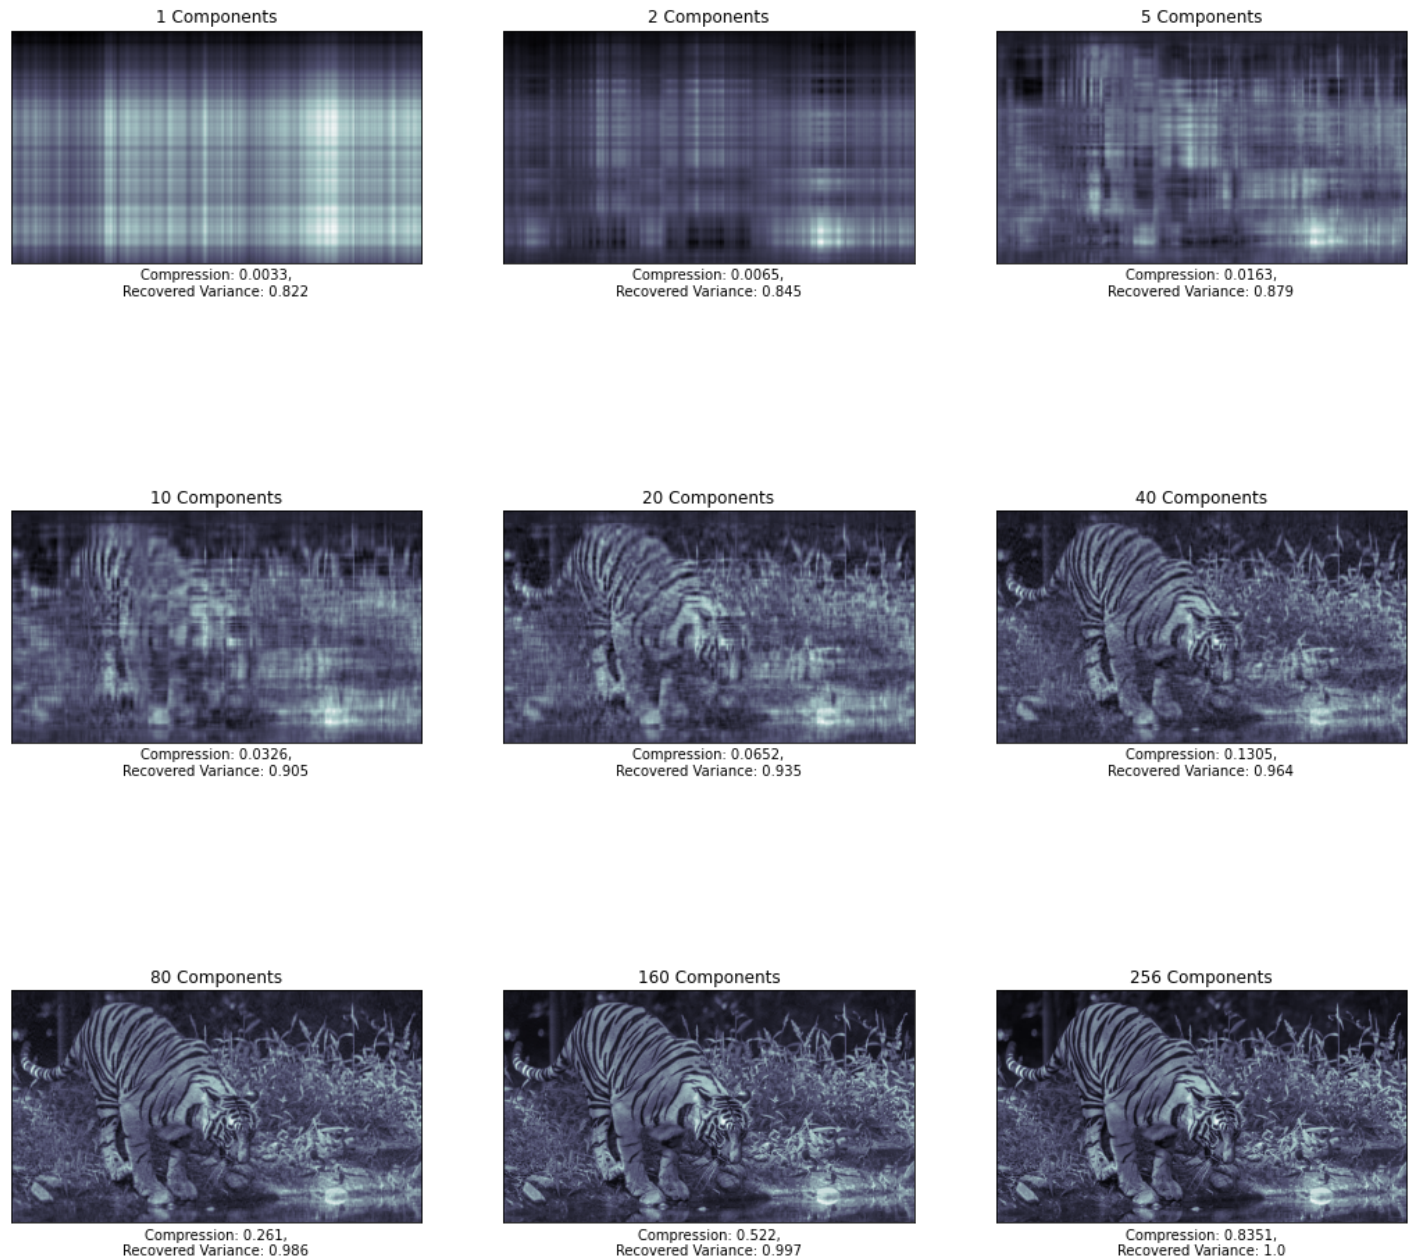 1 Components
Compression: 0.0033,
Recovered Variance: 0.822
2 Components
Compression: 0.0065,
Recovered Variance: 0.845
5 Components
Compression: 0.0163,
Recovered Variance: 0.879
10 Components
Compression: 0.0326,
Recovered Variance: 0.905
20 Components
Compression: 0.0652,
Recovered Variance: 0.935
40 Components
Compression: 0.1305,
Recovered Variance: 0.964
80 Components
Compression: 0.261,
Recovered Variance: 0.986
160 Components
Compression: 0.522,
Recovered Variance: 0.997
256 Components
Compression: 0.8351,
Recovered Variance: 1.0